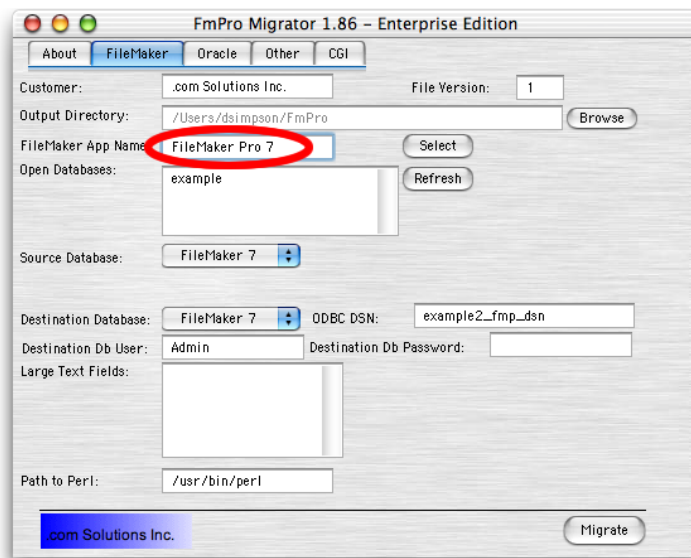 FmPro Migrator 1.86 – Enterprise Edition
About FileMaker Oracle Other CGI
Customer: .com Solutions Inc. File Version: 1
Output Directory: /Users/dsimpson/FmPro Browse
FileMaker App Name FileMaker Pro 7 Select
Open Databases: example Refresh
Source Database: FileMaker 7
Destination Database: FileMaker 7 ODBC DSN: example2_fmp_dsn
Destination Db User: Admin Destination Db Password:
Large Text Fields:
Path to Perl: /usr/bin/perl
.com Solutions Inc. Migrate